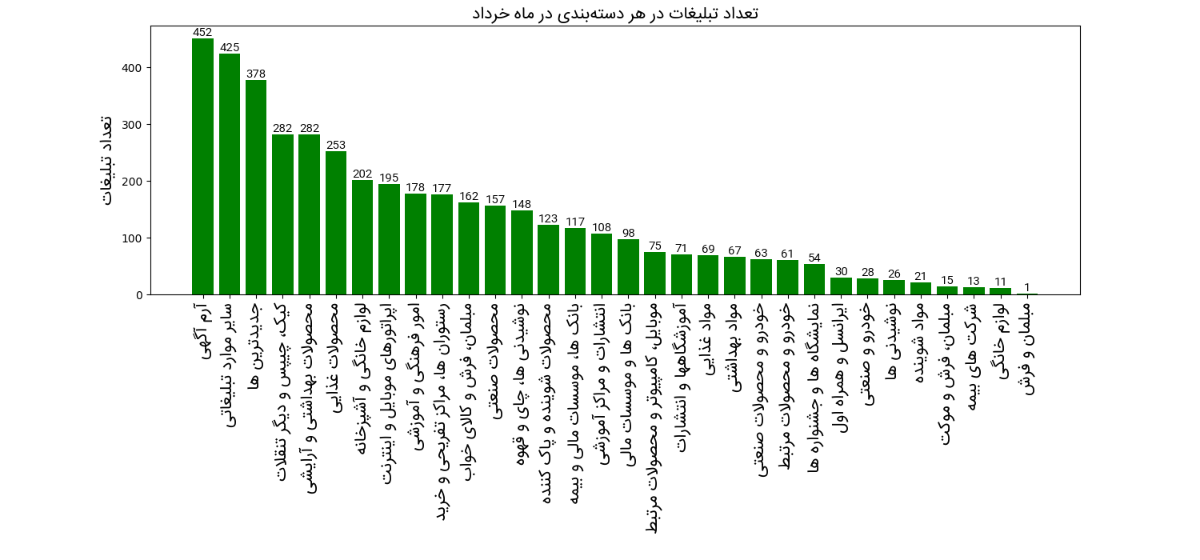 تعداد تبلیغات در هر دسته‌بندی در ماه خرداد
تعداد تبلیغات
400
300
200
100
0
452
425
378
282
282
253
202
195
178
177
162
157
148
123
117
108
98
75
71
69
67
63
61
54
30
28
26
21
15
13
11
1
آرم آگهی
سایر موارد تبلیغاتی
جدیدترین ها
کیک، چیپس و دیگر تنقلات
محصولات بهداشتی و آرایشی
محصولات غذایی
لوازم خانگی و آشپزخانه
اپراتورهای موبایل و اینترنت
امور فرهنگی و آموزشی
رستوران ها، مراکز تفریحی و خرید
مبلمان، فرش و کالای خواب
محصولات صنعتی
نوشیدنی ها، چای و قهوه
محصولات شوینده و پاک کننده
بانک ها، موسسات مالی و بیمه
انتشارات و مراکز آموزشی
بانک ها و موسسات مالی
موبایل، کامپیوتر و محصولات مرتبط
آموزشگاهها و انتشارات
مواد غذایی
مواد بهداشتی
خودرو و محصولات صنعتی
خودرو و محصولات مرتبط
نمایشگاه ها و جشنواره ها
ایرانسل و همراه اول
خودرو و صنعتی
نوشیدنی ها
مواد شوینده
مبلمان، فرش و موکت
شرکت های بیمه
لوازم خانگی
مبلمان و فرش